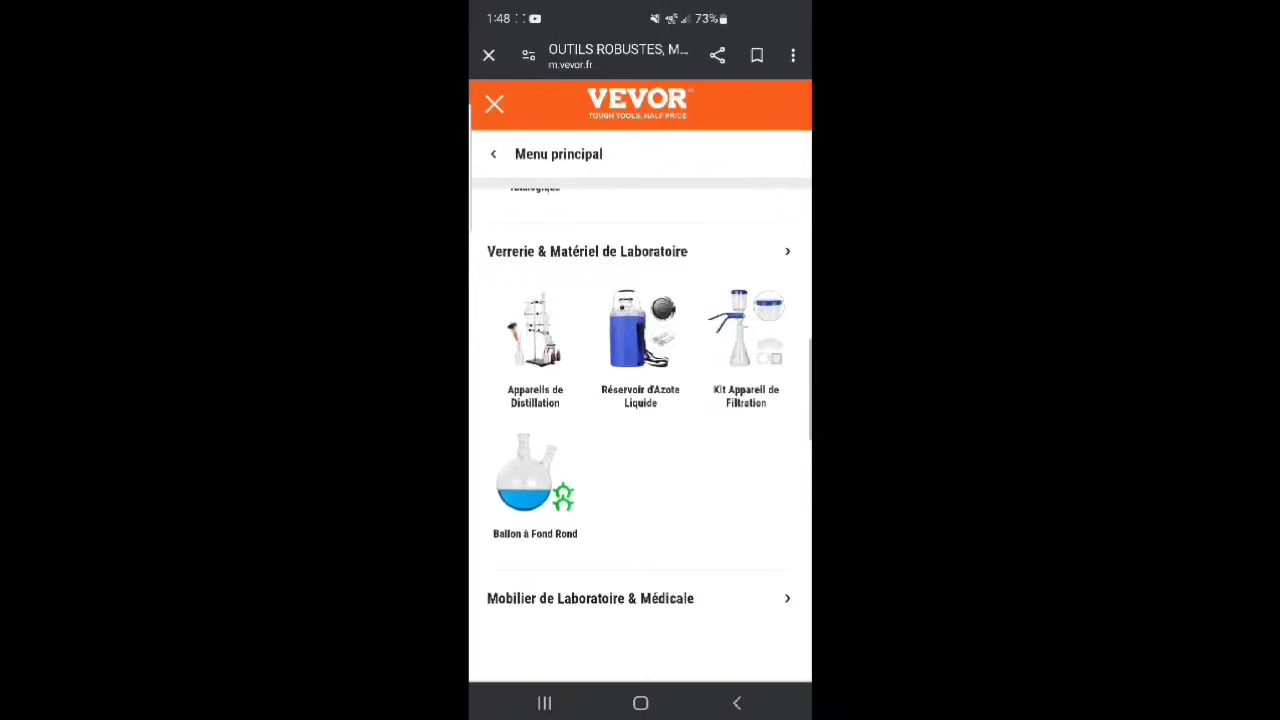 1:48
73%
OUTILS ROBUSTES, M...
m.vevor.fr
VEVOR
TOUGH TOOLS, HALF PRICE
Menu principal
Verrerie & Matériel de Laboratoire
Appareils de Distillation
Réservoir d'Azote Liquide
Kit Appareil de Filtration
Ballon à Fond Rond
Mobilier de Laboratoire & Médicale